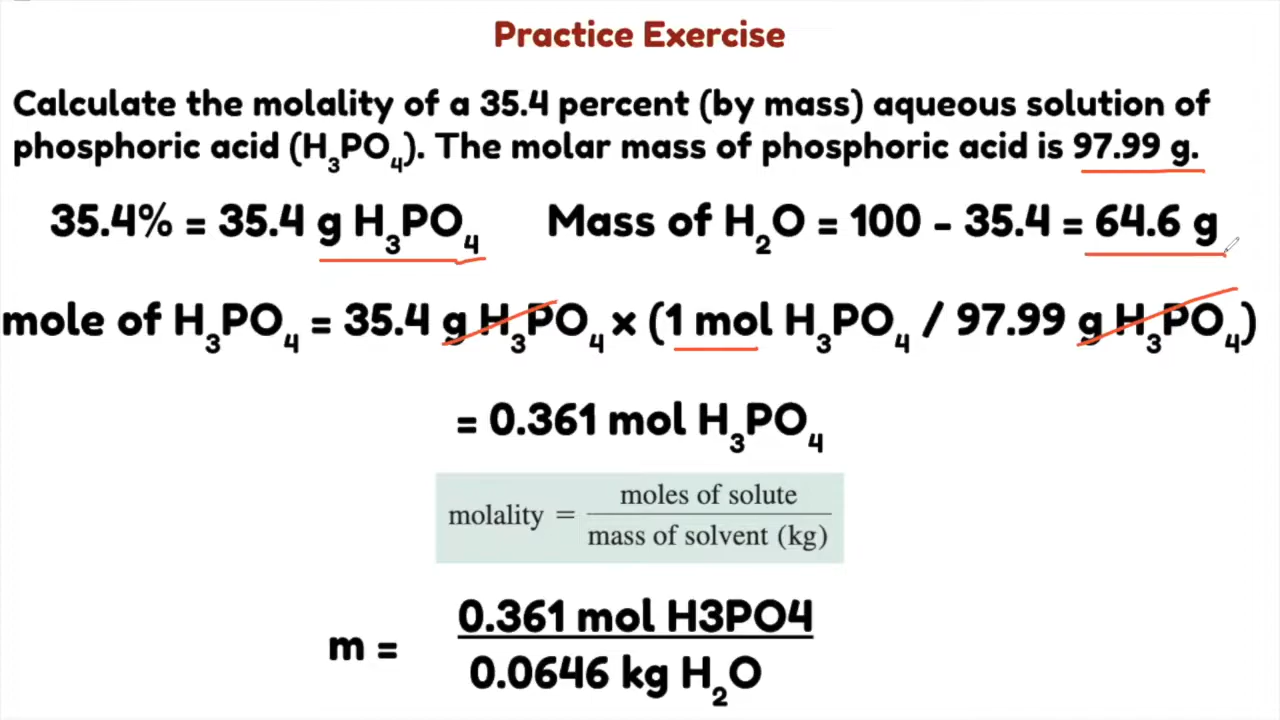 Practice Exercise
Calculate the molality of a 35.4 percent (by mass) aqueous solution of
phosphoric acid (H₃PO₄). The molar mass of phosphoric acid is 97.99 g.
35.4% = 35.4 g H₃PO₄ Mass of H₂O = 100 - 35.4 = 64.6 g
mole of H₃PO₄ = 35.4 g H₃PO₄ x (1 mol H₃PO₄ / 97.99 g H₃PO₄)
= 0.361 mol H₃PO₄
molality = moles of solute
mass of solvent (kg)
m = 0.361 mol H3PO4
0.0646 kg H₂O